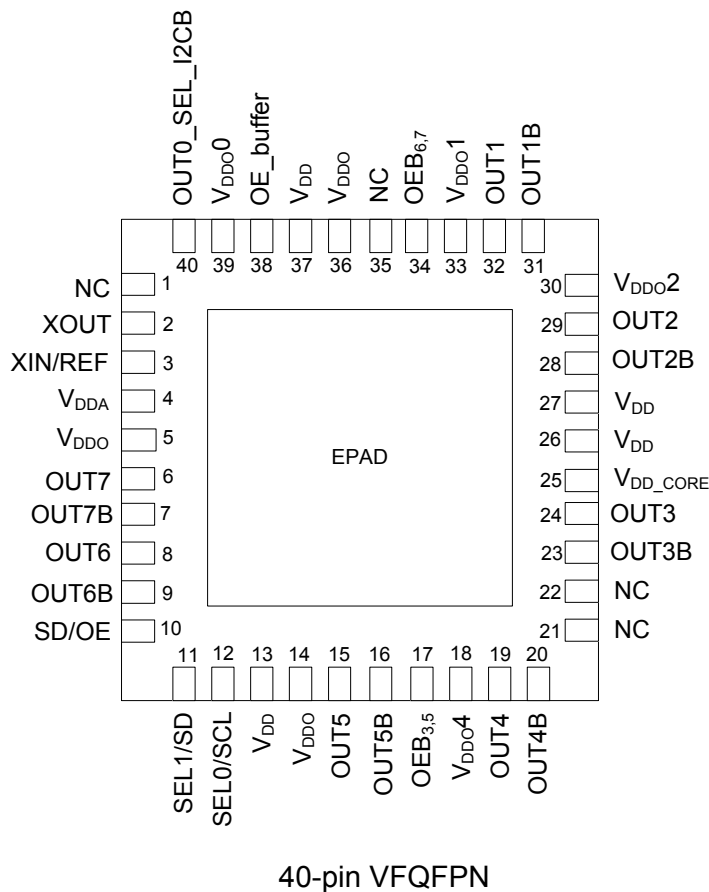 OUT0_SEL_I2CB
VDDO0
OE_buffer
VDD
VDDO
NC
OEB6,7
VDDO1
OUT1
OUT1B
40 39 38 37 36 35 34 33 32 31
NC 1
XOUT 2
XIN/REF 3
VDDA 4
VDDO 5
OUT7 6
OUT7B 7
OUT6 8
OUT6B 9
SD/OE 10
EPAD
30 VDDO2
29 OUT2
28 OUT2B
27 VDD
26 VDD
25 VDD_CORE
24 OUT3
23 OUT3B
22 NC
21 NC
11 12 13 14 15 16 17 18 19 20
SEL1/SD
SEL0/SCL
VDD
VDDO
OUT5
OUT5B
OEB3,5
VDDO4
OUT4
OUT4B
40-pin VFQFPN